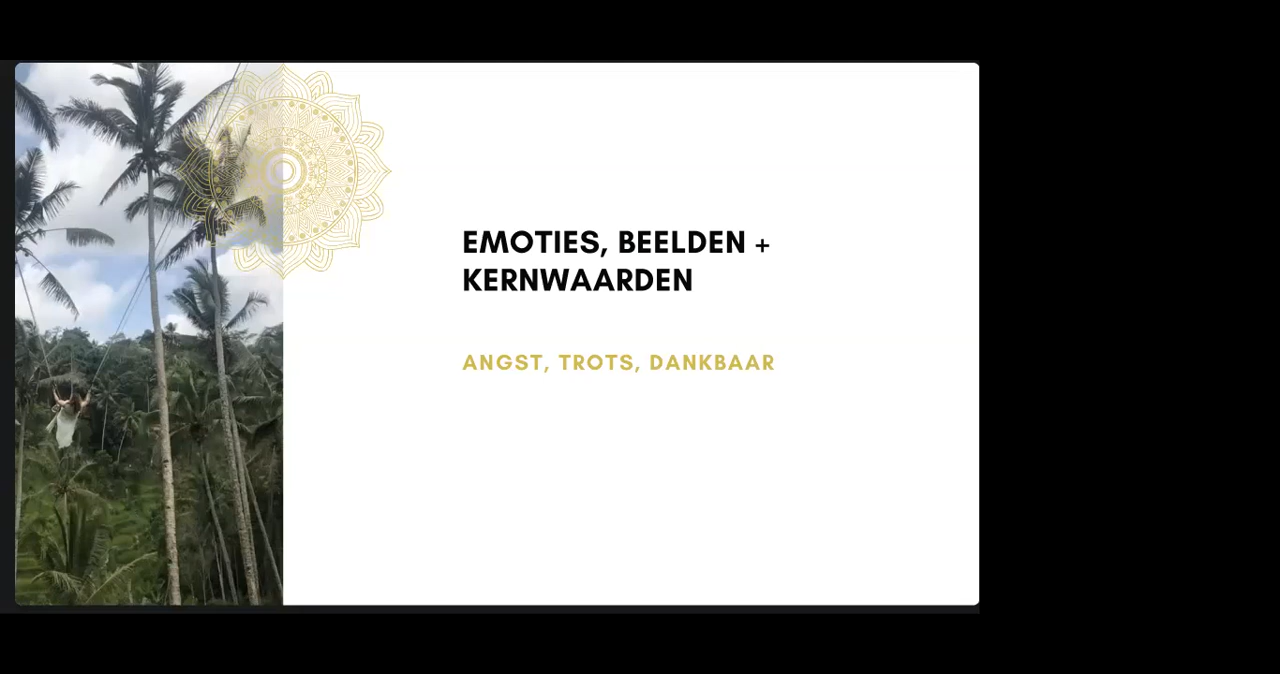 EMOTIES, BEELDEN +
KERNWAARDEN
ANGST, TROTS, DANKBAAR